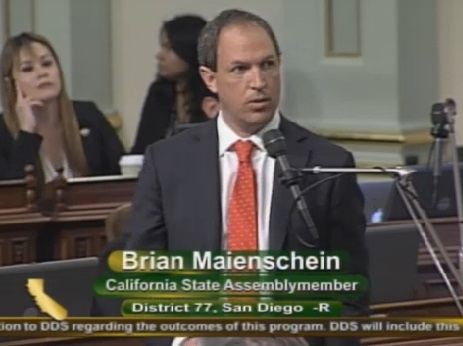 Brian Maienschein
California State Assemblymember
District 77, San Diego -R
tion to DDS regarding the outcomes of this program. DDS will include this